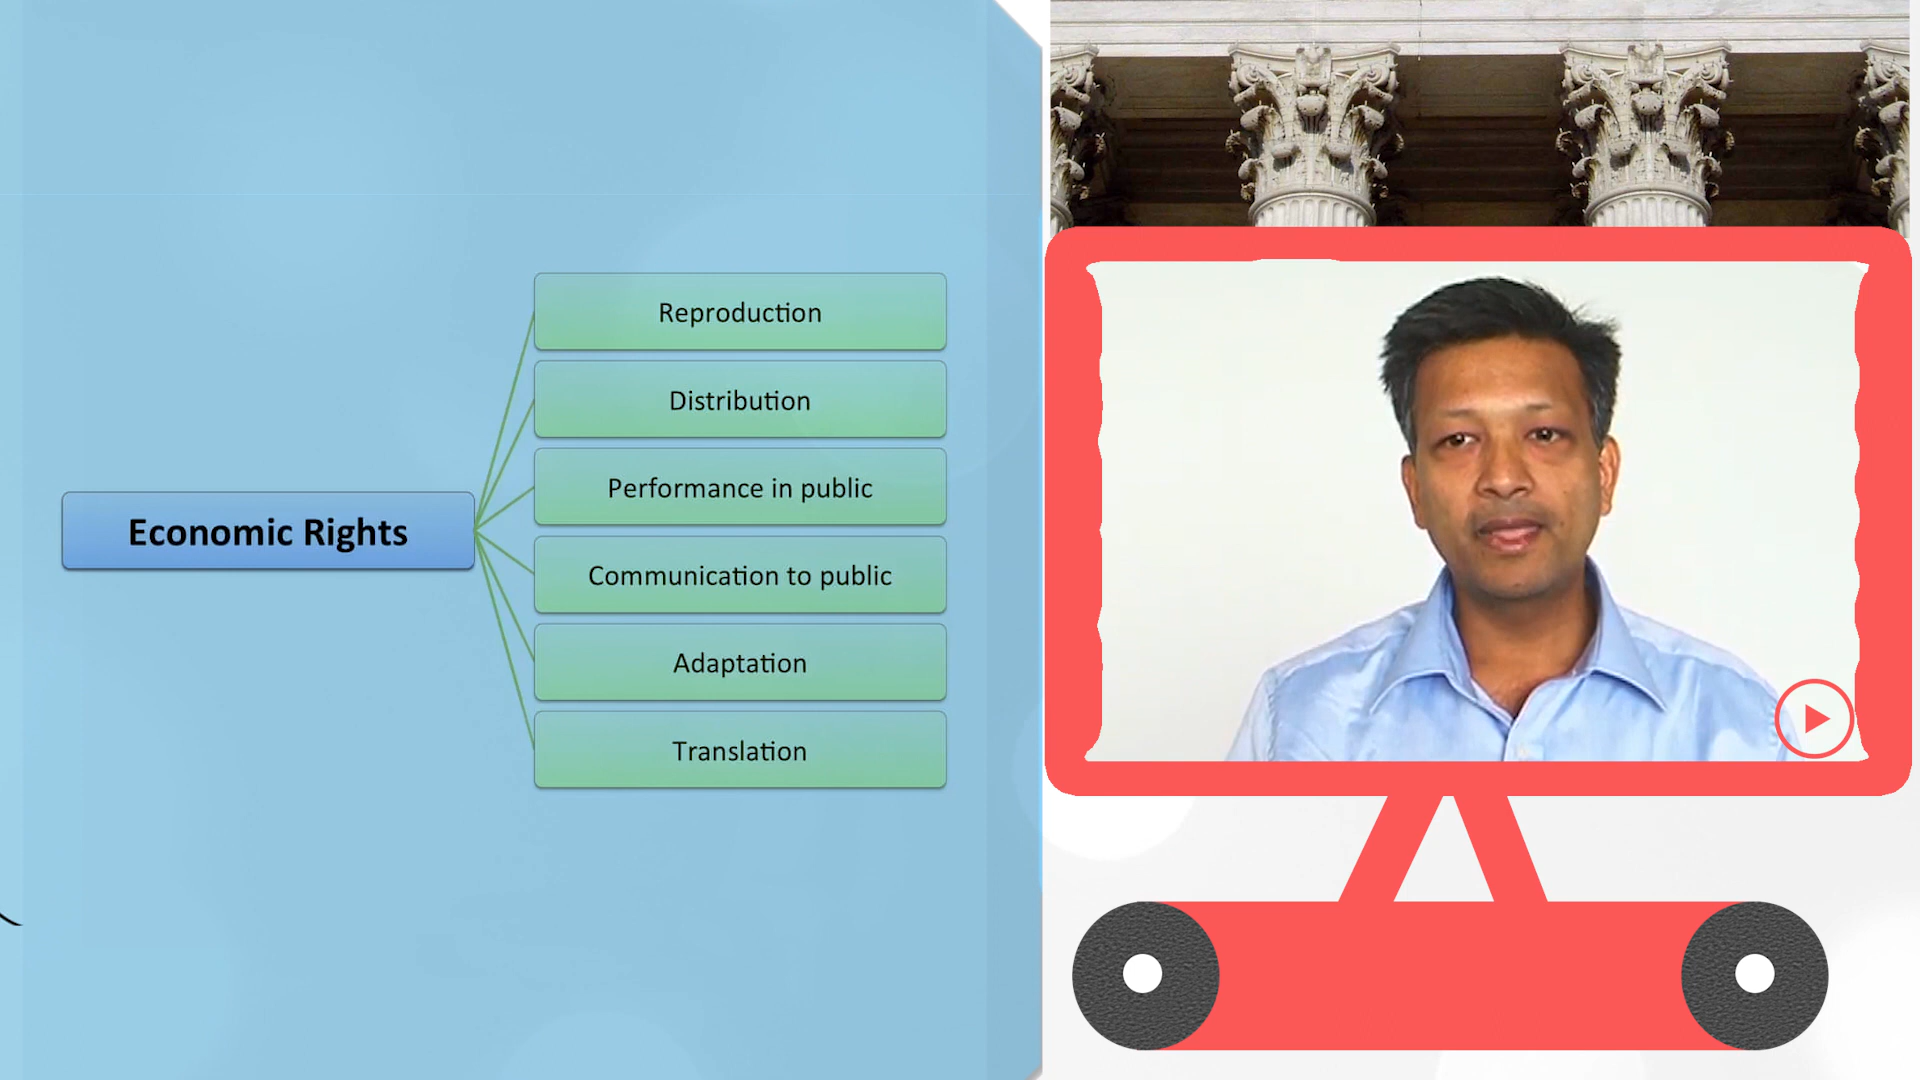 Economic Rights
Reproduction
Distribution
Performance in public
Communication to public
Adaptation
Translation